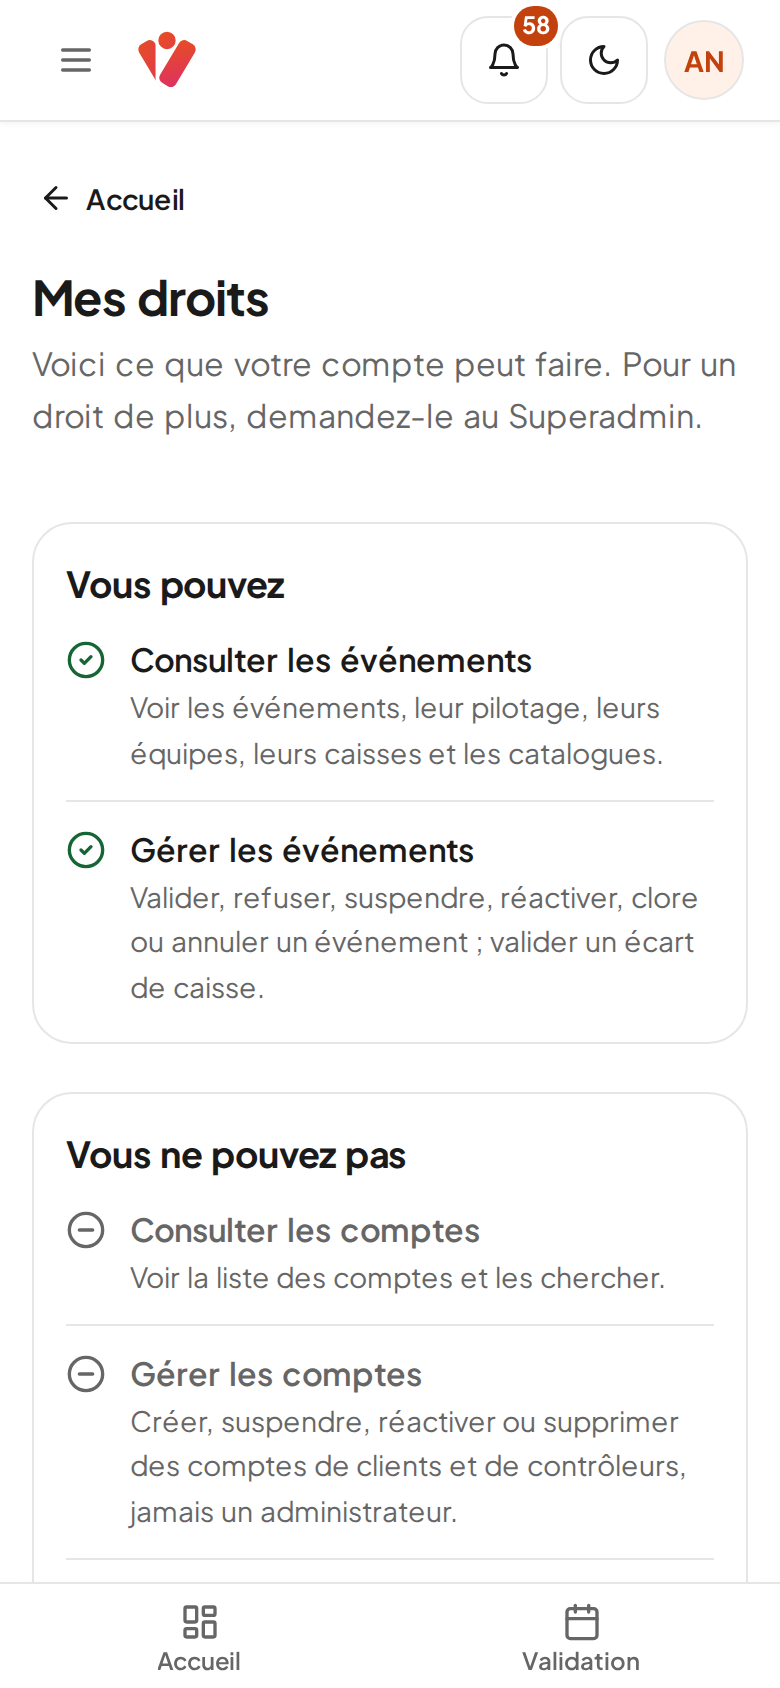 58
AN
Accueil
Mes droits
Voici ce que votre compte peut faire. Pour un
droit de plus, demandez-le au Superadmin.
Vous pouvez
Consulter les événements
Voir les événements, leur pilotage, leurs
équipes, leurs caisses et les catalogues.
Gérer les événements
Valider, refuser, suspendre, réactiver, clore
ou annuler un événement ; valider un écart
de caisse.
Vous ne pouvez pas
Consulter les comptes
Voir la liste des comptes et les chercher.
Gérer les comptes
Créer, suspendre, réactiver ou supprimer
des comptes de clients et de contrôleurs,
jamais un administrateur.
Accueil
Validation